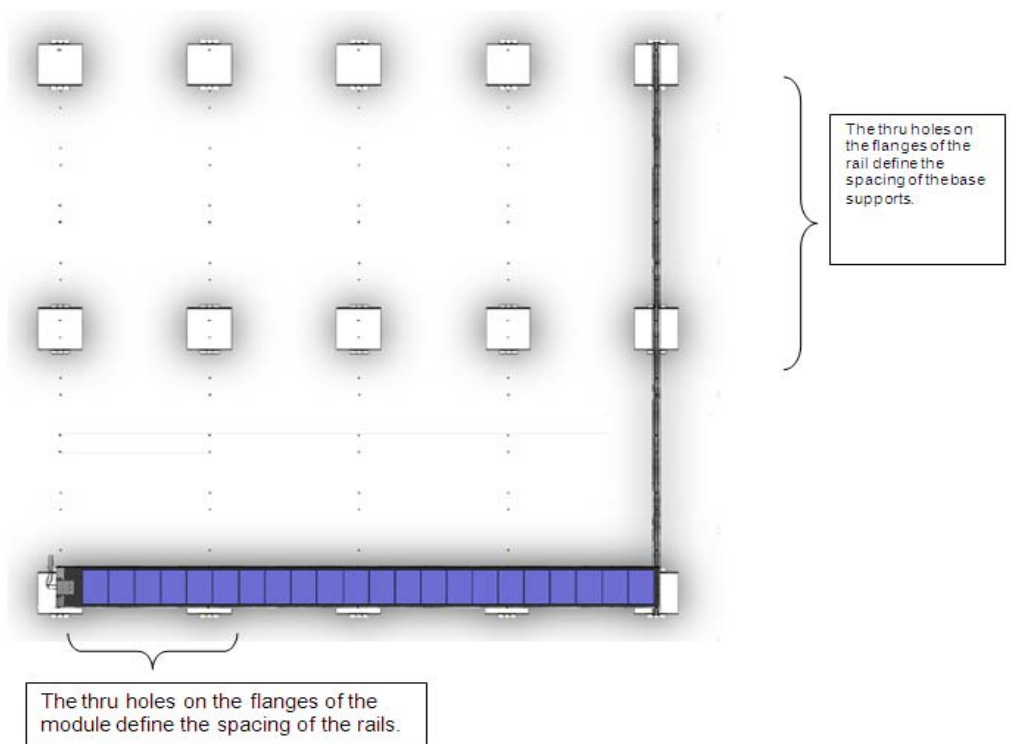 The thru holes on
the flanges of the
rail define the
spacing of the base
supports.
The thru holes on the flanges of the
module define the spacing of the rails.